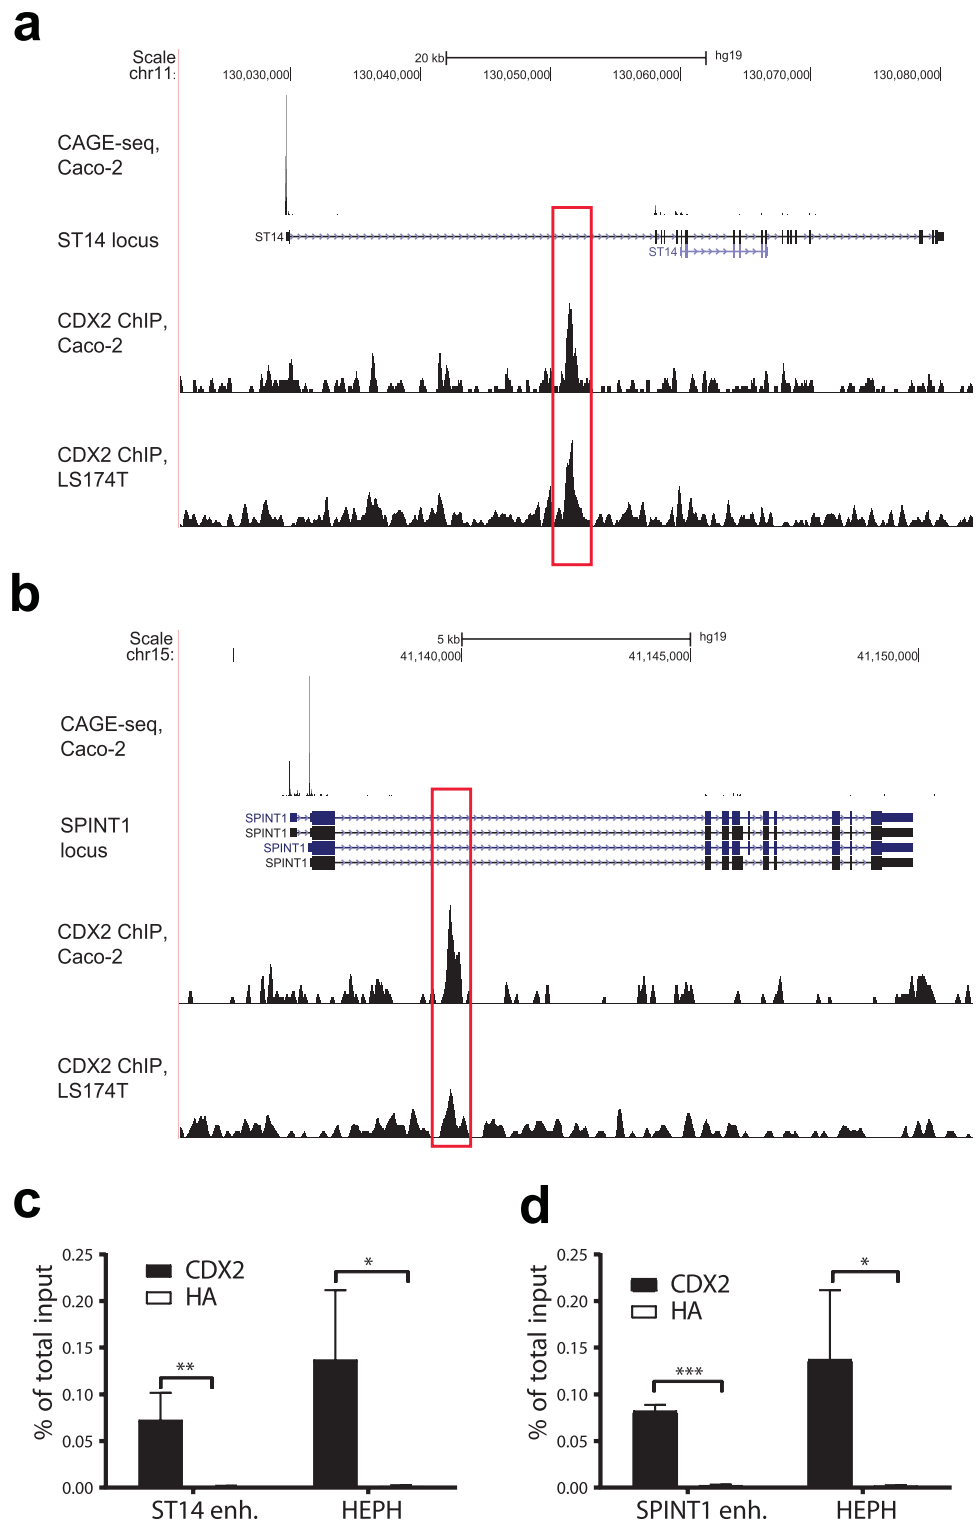 a
Scale 20 kb hg19
chr11: 130,030,000 130,040,000 130,050,000 130,060,000 130,070,000 130,080,000
CAGE-seq,
Caco-2
ST14 locus
ST14
ST14
CDX2 ChIP,
Caco-2
CDX2 ChIP,
LS174T
b
Scale 5 kb hg19
chr15: 41,140,000 41,145,000 41,150,000
CAGE-seq,
Caco-2
SPINT1
locus
SPINT1
SPINT1
SPINT1
SPINT1
CDX2 ChIP,
Caco-2
CDX2 ChIP,
LS174T
c
% of total input
0.25
0.20
0.15
0.10
0.05
0.00
CDX2
HA
**
*
ST14 enh. HEPH
d
% of total input
0.25
0.20
0.15
0.10
0.05
0.00
CDX2
HA
***
*
SPINT1 enh. HEPH